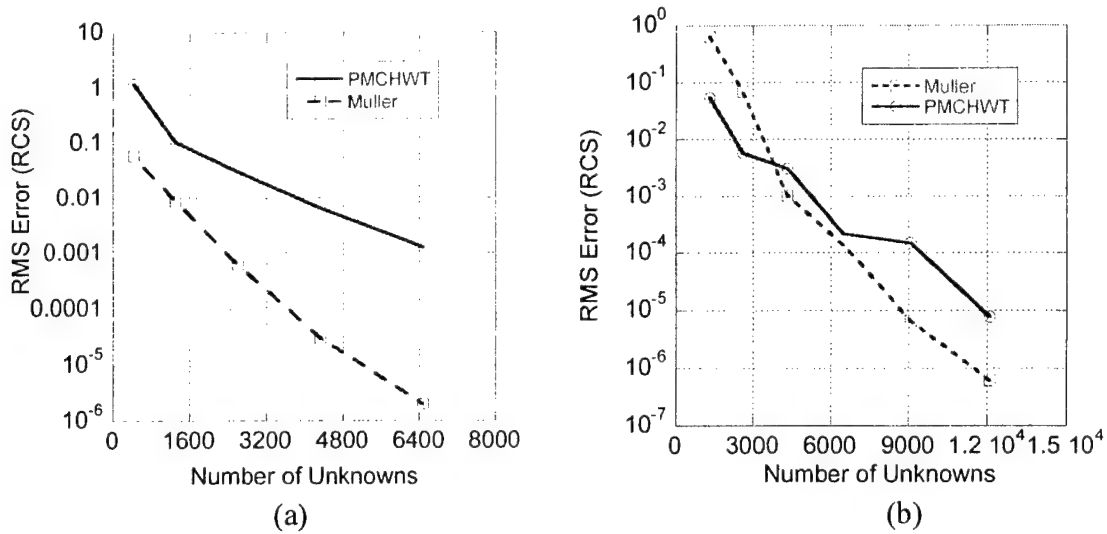 10
1
0.1
0.01
0.001
0.0001
10^-5
10^-6
RMS Error (RCS)
PMCHWT
Muller
0 1600 3200 4800 6400 8000
Number of Unknowns
(a)
10^0
10^-1
10^-2
10^-3
10^-4
10^-5
10^-6
10^-7
RMS Error (RCS)
Muller
PMCHWT
0 3000 6000 9000 1.2 10^4 1.5 10^4
Number of Unknowns
(b)